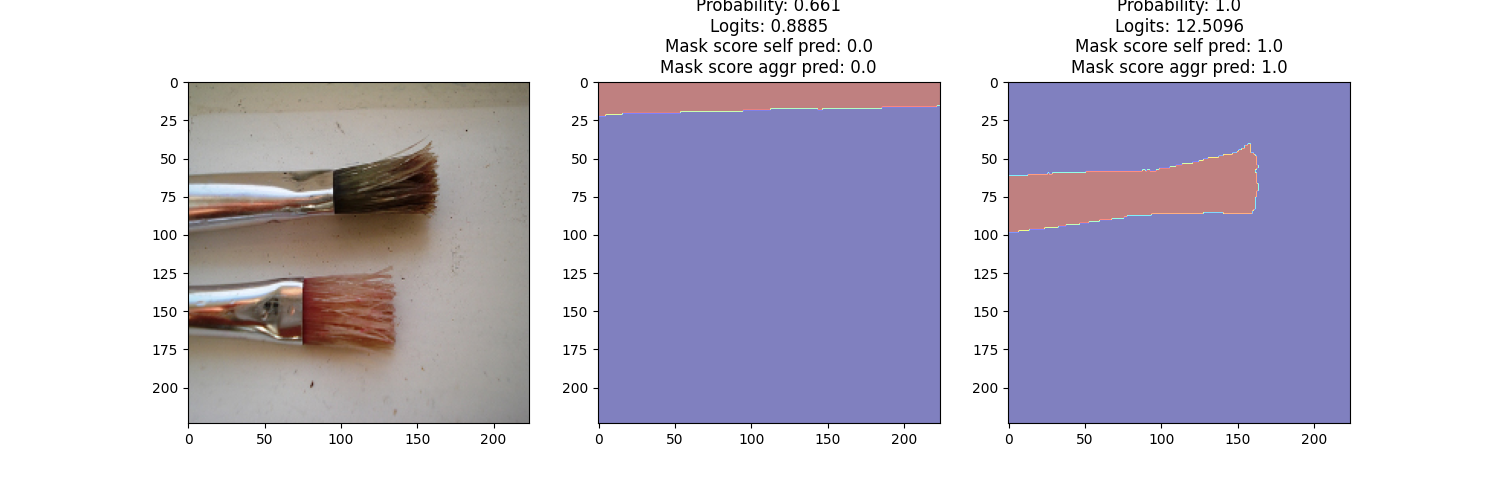 Probability: 0.661
Logits: 0.8885
Mask score self pred: 0.0
Mask score aggr pred: 0.0
Probability: 1.0
Logits: 12.5096
Mask score self pred: 1.0
Mask score aggr pred: 1.0
0
25
50
75
100
125
150
175
200
0 50 100 150 200
0
25
50
75
100
125
150
175
200
0 50 100 150 200
0
25
50
75
100
125
150
175
200
0 50 100 150 200